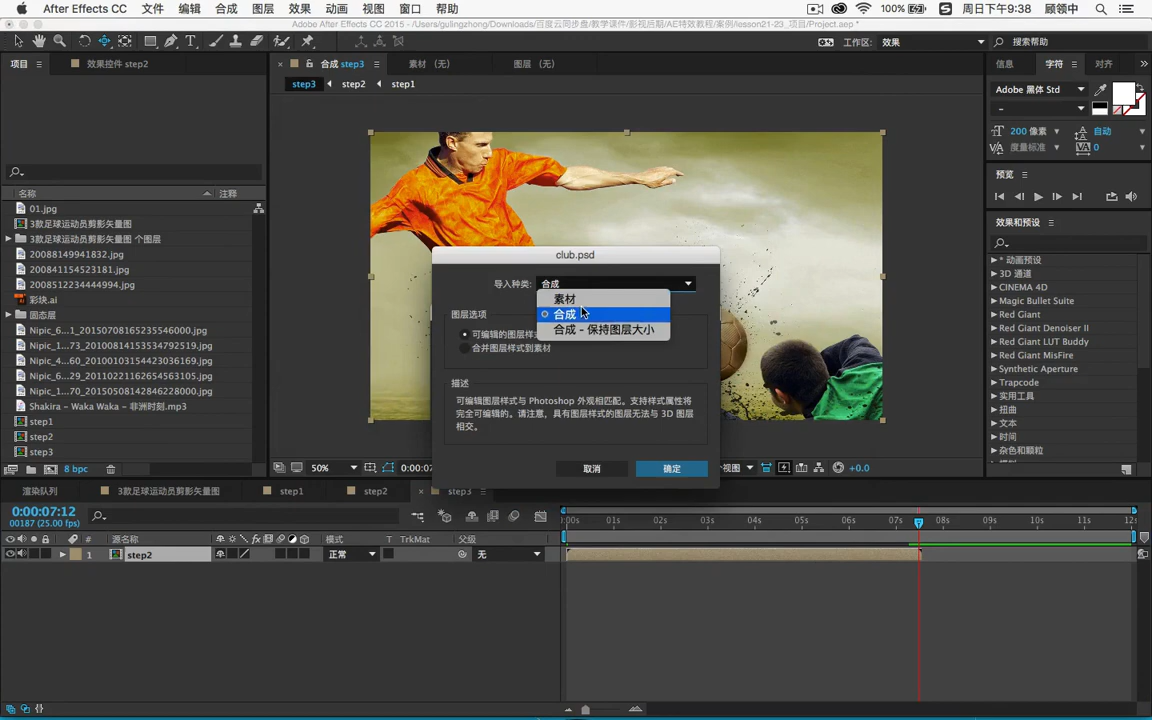 After Effects CC 文件 编辑 合成 图层 效果 动画 视图 窗口 帮助 100% 周日下午9:38 顾领中
Adobe After Effects CC 2015 - /Users/gulingzhong/Downloads/百度云同步盘/教学课件/影视后期/AE特效教程/案例/lesson21-23_项目/Project.aep *
工作区: 效果 搜索帮助
项目 效果控件 step2 合成 step3 素材 (无) 图层 (无) 信息 字符 对齐
step3 step2 step1
Adobe 黑体 Std
-
200 像素 自动
度量标准 0
预览
名称 注释
01.jpg
3款足球运动员剪影矢量图
3款足球运动员剪影矢量图 个图层
200889149941832.jpg
200841154523181.jpg
2008512234444994.jpg
彩块.ai
固态层
Nipic_6...1_20150708165346000.jpg
Nipic_1...73_20190814591539515.jpg
Nipic_6...29_20110221626503​46.jpg
Nipic_1...70_20150508164622​28000.jpg
Shakira - Waka Waka - 非洲时刻.mp3
step1
step2
step3
8 bpc
效果和预设
* 动画预设
3D 通道
CINEMA 4D
Magic Bullet Suite
Red Giant
Red Giant Denoiser II
Red Giant LUT Buddy
Red Giant MisFire
Synthetic Aperture
Trapcode
实用工具
扭曲
文本
时间
杂色和颗粒
club.psd
导入种类: 合成
素材
合成
合成 - 保持图层大小
图层选项
可编辑的图层样
合并图层样式到素材
描述
可编辑图层样式与 Photoshop 外观相匹配。支持样式属性将
完全可编辑的。请注意，具有图层样式的图层无法与 3D 图层
相交。
取消 确定
50% 0:00:0 视图 +0.0
渲染队列 3款足球运动员剪影矢量图 step1 step2 step3
0:00:07:12
00187 (25.00 fps)
:00s 01s 02s 03s 04s 05s 06s 07s 08s 09s 10s 11s 12s
# 源名称 模式 T TrkMat 父级
1 step2 正常 无